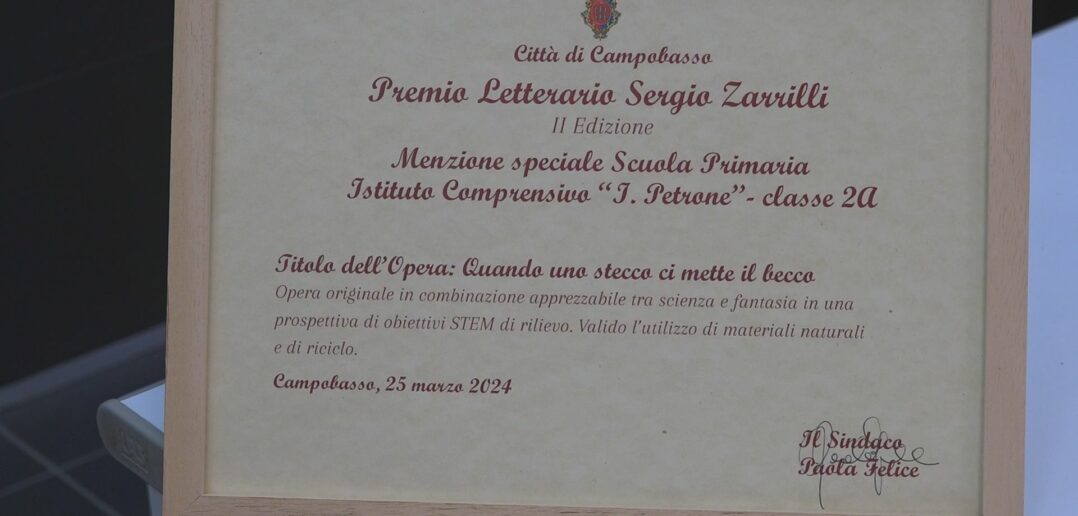 Città di Campobasso
Premio Letterario Sergio Zarrilli
II Edizione
Menzione speciale Scuola Primaria
Istituto Comprensivo “I. Petrone”- classe 2A
Titolo dell’Opera: Quando uno stecco ci mette il becco
Opera originale in combinazione apprezzabile tra scienza e fantasia in una
prospettiva di obiettivi STEM di rilievo. Valido l’utilizzo di materiali naturali
e di riciclo.
Campobasso, 25 marzo 2024
Il Sindaco
Paola Felice